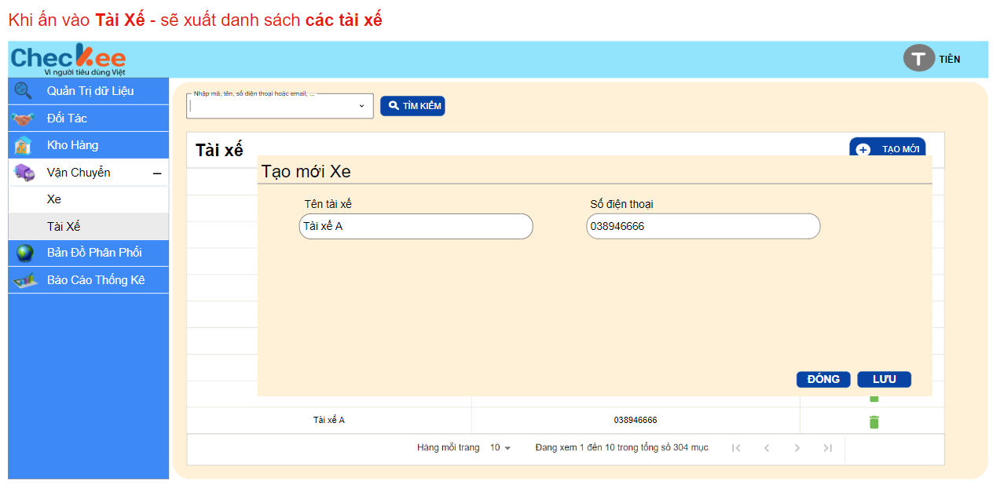 Khi ấn vào Tài Xế - sẽ xuất danh sách các tài xế
Checkee
Vì người tiêu dùng Việt
T TIÊN
Quản Trị dữ Liệu
Đối Tác
Kho Hàng
Vận Chuyển
Xe
Tài Xế
Bản Đồ Phân Phối
Báo Cáo Thống Kê
Nhập mã, tên, số điện thoại hoặc email, ...
TÌM KIẾM
Tài xế
TẠO MỚI
Tạo mới Xe
Tên tài xế Số điện thoại
Tài xế A 038946666
ĐÓNG LƯU
Tài xế A 038946666
Hàng mỗi trang 10 Đang xem 1 đến 10 trong tổng số 304 mục